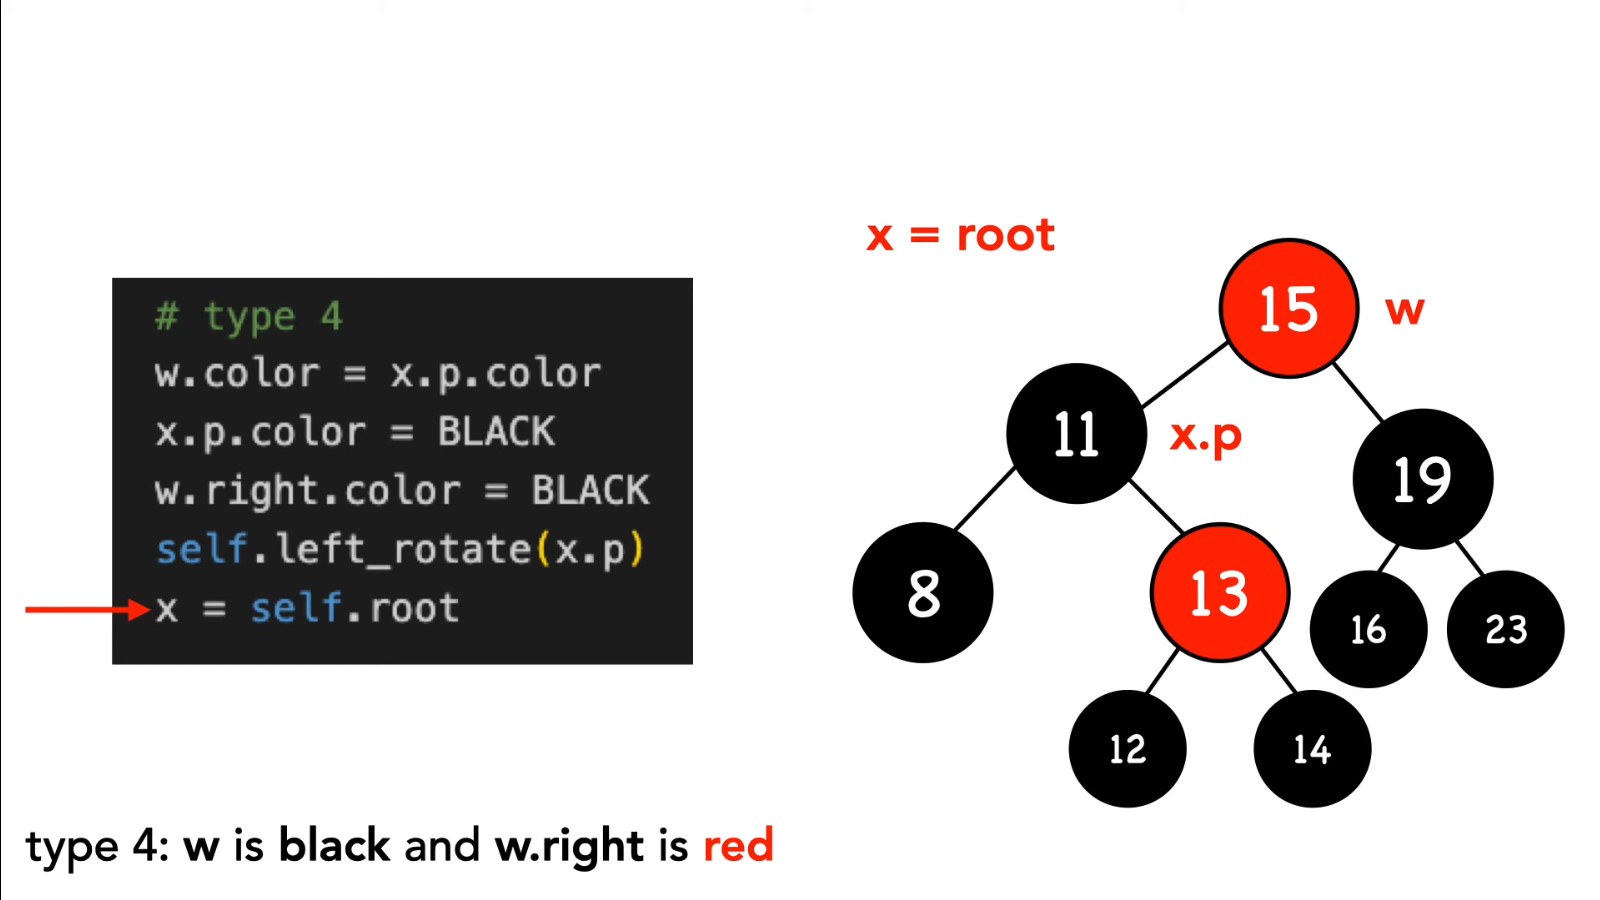 # type 4
w.color = x.p.color
x.p.color = BLACK
w.right.color = BLACK
self.left_rotate(x.p)
x = self.root
x = root
15
w
11
x.p
19
8
13
16
23
12
14
type 4: w is black and w.right is red